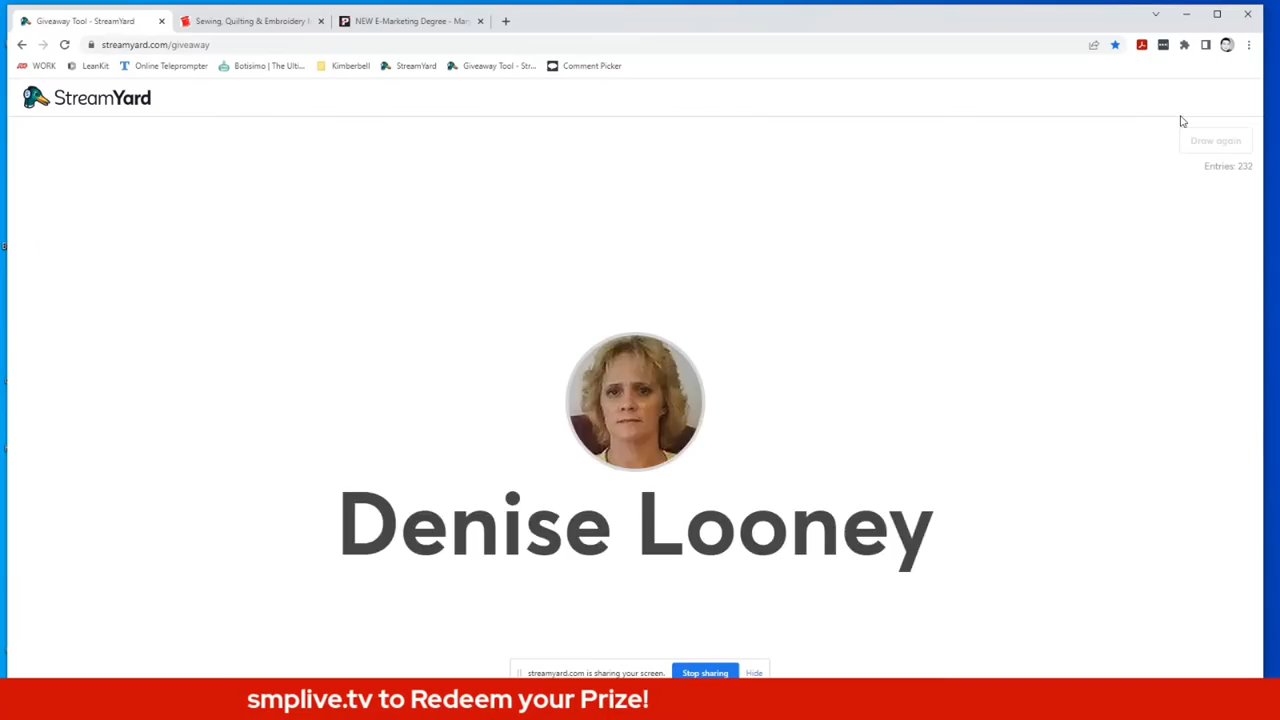 Giveaway Tool - StreamYard
Sewing, Quilting & Embroidery
NEW E-Marketing Degree - Mar
streamyard.com/giveaway
WORK LeanKit Online Teleprompter Botisimo | The Ulti... Kimberbell StreamYard Giveaway Tool - Str... Comment Picker
StreamYard
Draw again
Entries: 232
Denise Looney
streamyard.com is sharing your screen. Stop sharing Hide
smplive.tv to Redeem your Prize!